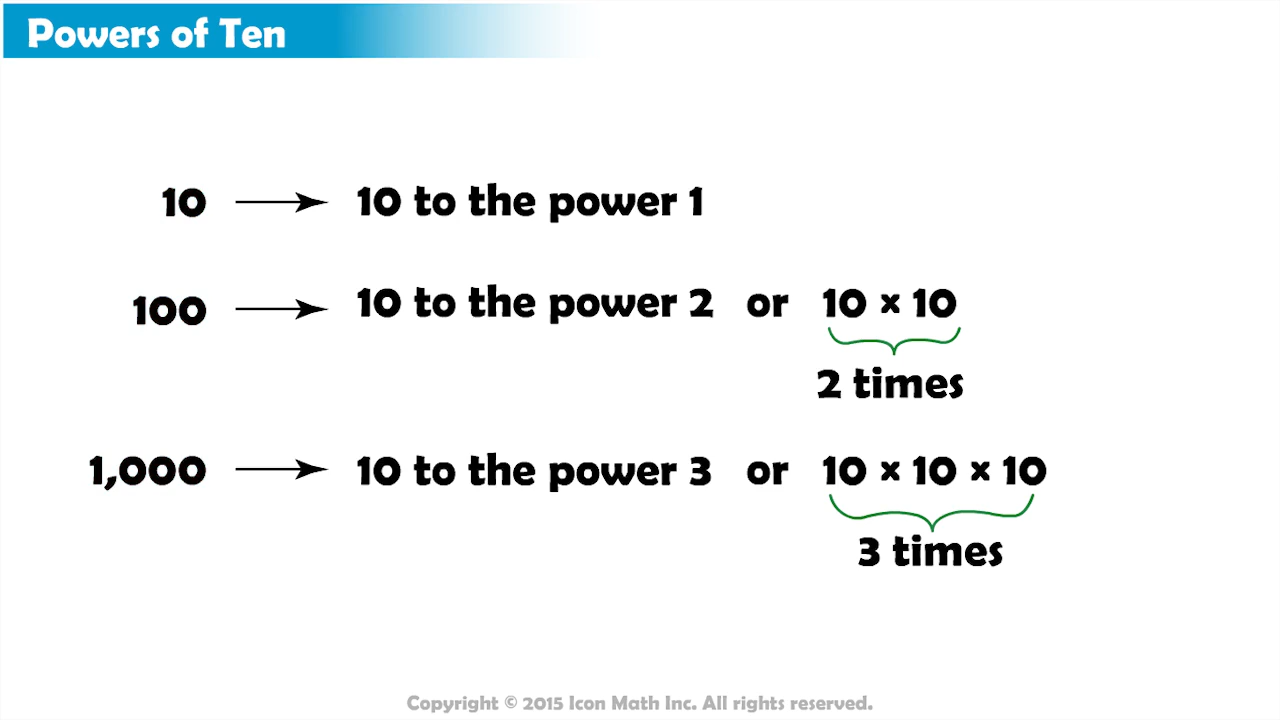 Powers of Ten
10 → 10 to the power 1
100 → 10 to the power 2 or 10 × 10
2 times
1,000 → 10 to the power 3 or 10 × 10 × 10
3 times
Copyright © 2015 Icon Math Inc. All rights reserved.